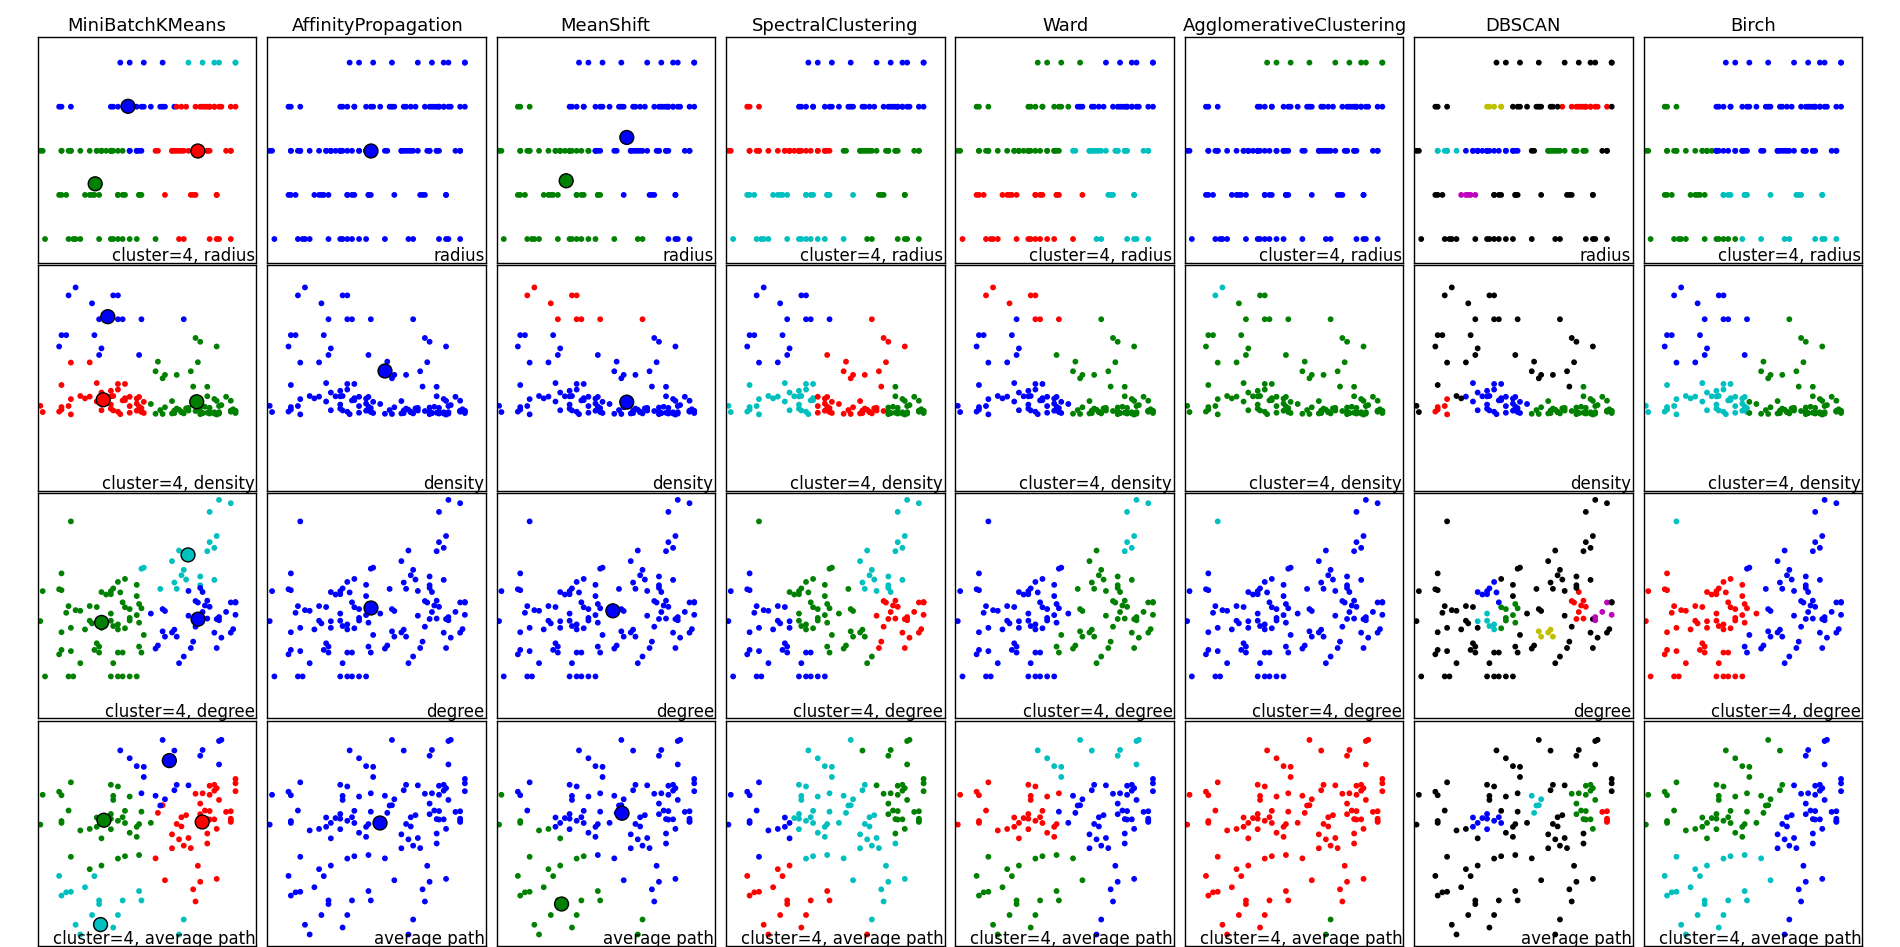 MiniBatchKMeans AffinityPropagation MeanShift SpectralClustering Ward AgglomerativeClustering DBSCAN Birch
cluster=4, radius radius radius cluster=4, radius cluster=4, radius cluster=4, radius radius cluster=4, radius
cluster=4, density density density cluster=4, density cluster=4, density cluster=4, density density cluster=4, density
cluster=4, degree degree degree cluster=4, degree cluster=4, degree cluster=4, degree degree cluster=4, degree
cluster=4, average path average path average path cluster=4, average path cluster=4, average path cluster=4, average path average path cluster=4, average path